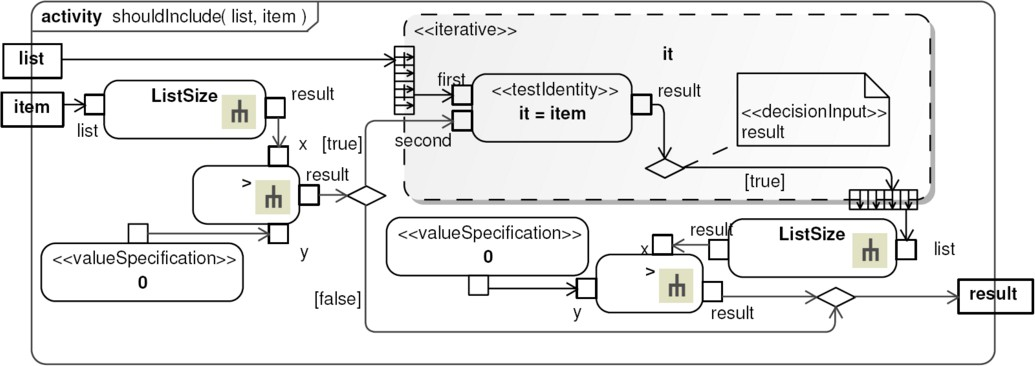 activity shouldInclude( list, item )
<<iterative>>
it
list
first
<<testIdentity>>
it = item
result
<<decisionInput>>
result
item
ListSize
result
list
second
x
[true]
>
result
[true]
<<valueSpecification>>
0
y
<<valueSpecification>>
0
result
ListSize
x
list
>
[false]
y
result
result